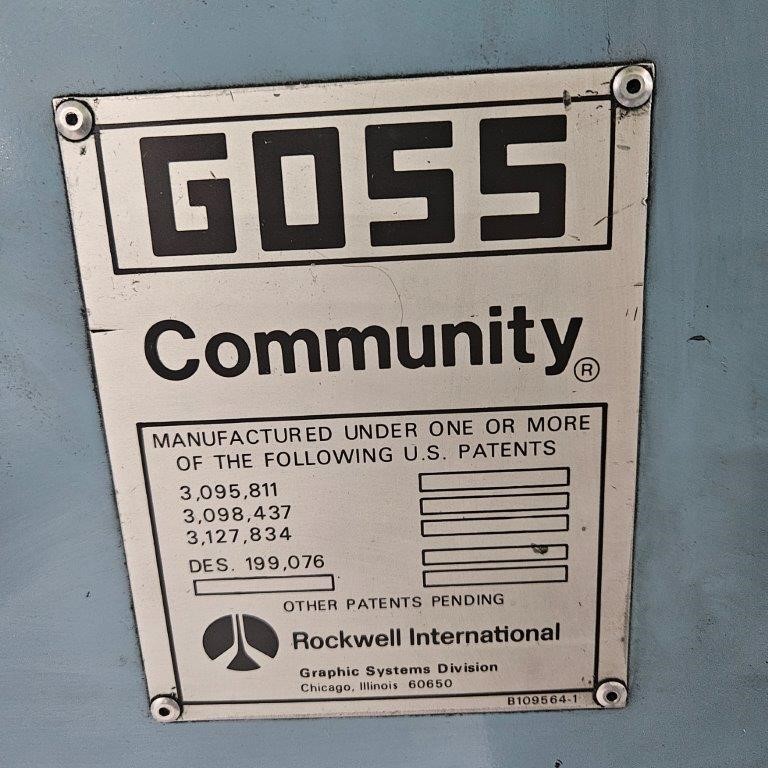 GOSS
Community®
MANUFACTURED UNDER ONE OR MORE
OF THE FOLLOWING U.S. PATENTS
3,095,811
3,098,437
3,127,834
DES. 199,076
OTHER PATENTS PENDING
Rockwell International
Graphic Systems Division
Chicago, Illinois 60650
B109564-1